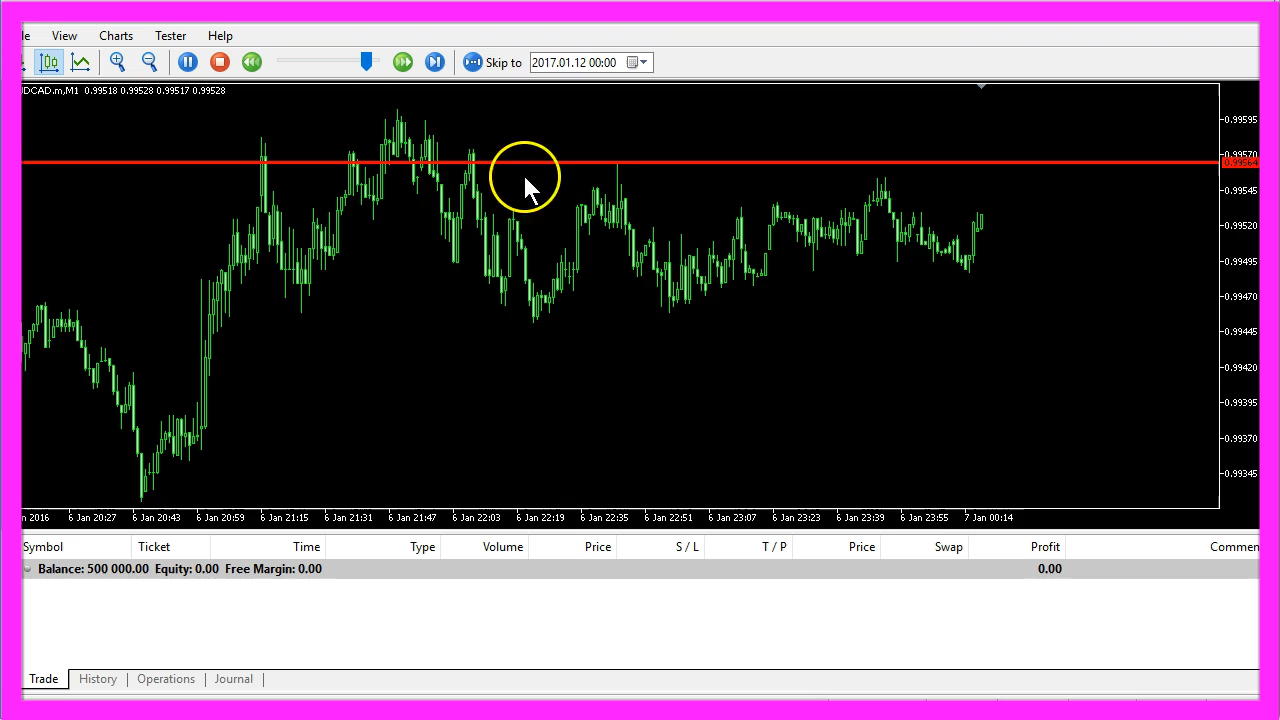 le View Charts Tester Help
Skip to 2017.01.12 00:00
DCAD.m,M1 0.99518 0.99528 0.99517 0.99528
0.99595
0.99570
0.99564
0.99545
0.99520
0.99495
0.99470
0.99445
0.99420
0.99395
0.99370
0.99345
n 2016 6 Jan 20:27 6 Jan 20:43 6 Jan 20:59 6 Jan 21:15 6 Jan 21:31 6 Jan 21:47 6 Jan 22:03 6 Jan 22:19 6 Jan 22:35 6 Jan 22:51 6 Jan 23:07 6 Jan 23:23 6 Jan 23:39 6 Jan 23:55 7 Jan 00:14
Symbol Ticket Time Type Volume Price S / L T / P Price Swap Profit Commen
Balance: 500 000.00 Equity: 0.00 Free Margin: 0.00 0.00
Trade History Operations Journal